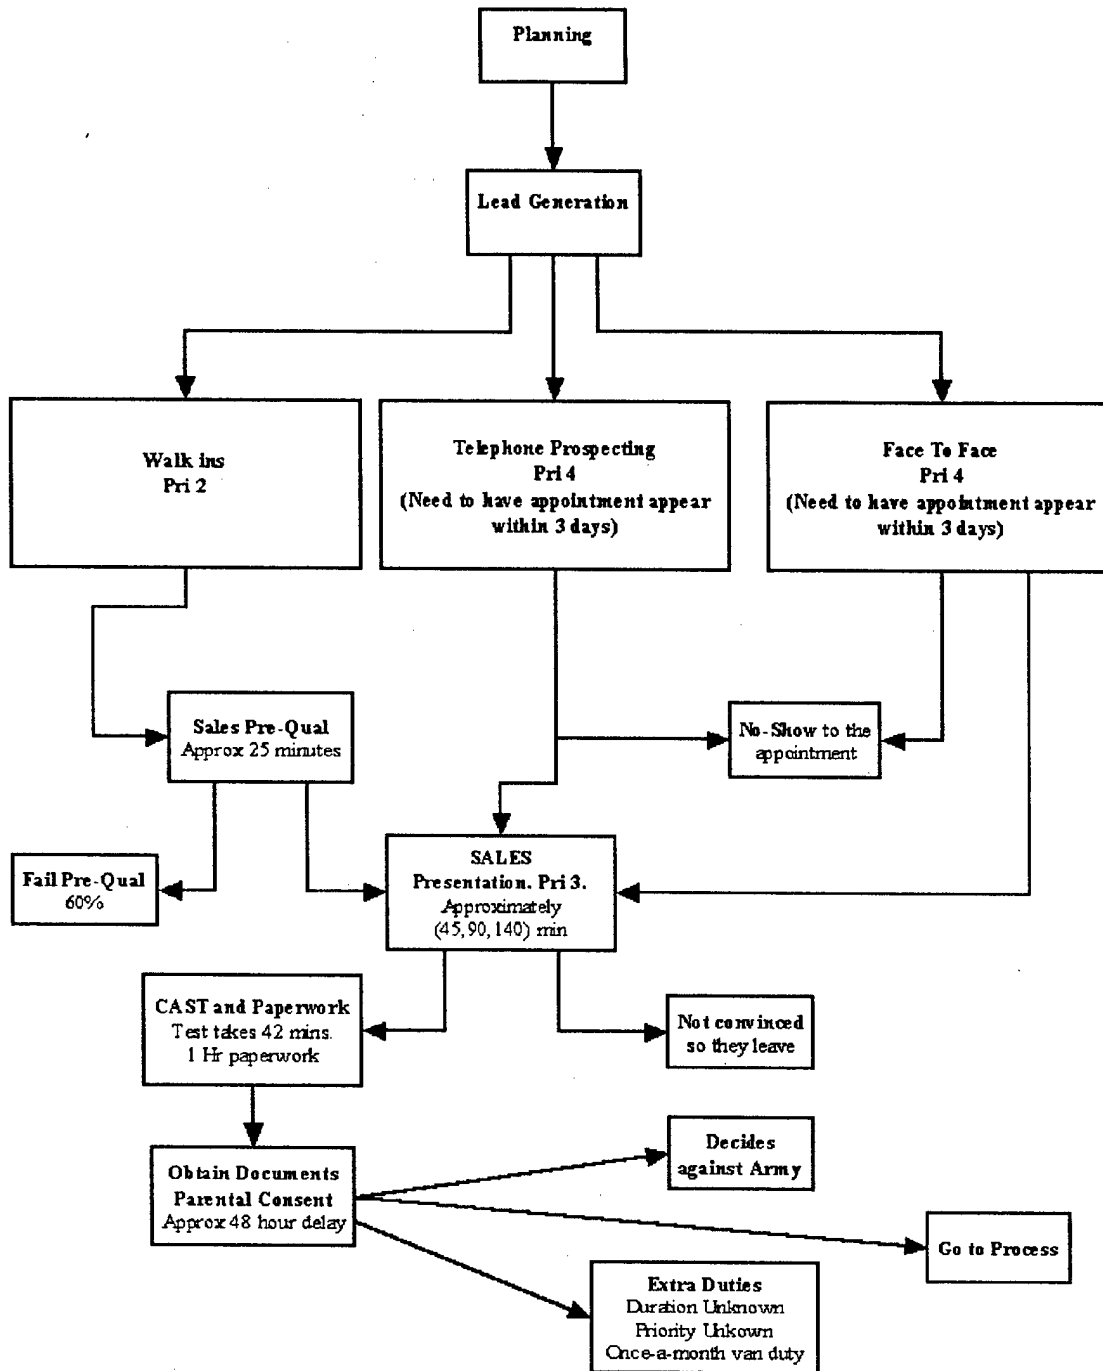 Planning
Lead Generation
Walk ins
Pri 2
Telephone Prospecting
Pri 4
(Need to have appointment appear
within 3 days)
Face To Face
Pri 4
(Need to have appointment appear
within 3 days)
Sales Pre-Qual
Approx 25 minutes
No-Show to the
appointment
Fail Pre-Qual
60%
SALES
Presentation. Pri 3.
Approximately
(45, 90, 140) min
CAST and Paperwork
Test takes 42 mins.
1 Hr paperwork
Not convinced
so they leave
Obtain Documents
Parental Consent
Approx 48 hour delay
Decides
against Army
Go to Process
Extra Duties
Duration Unknown
Priority Unkown
Once-a-month van duty